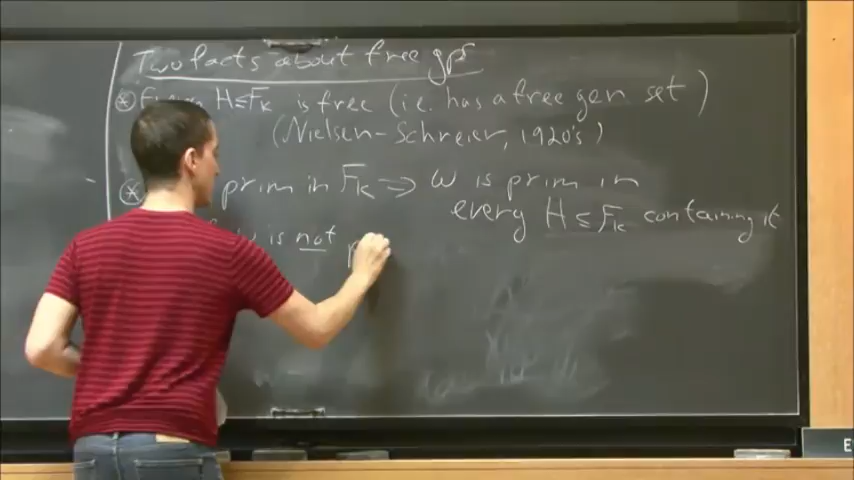 Two facts about free gps
H ≤ F_k is free (i.e. has a free gen set)
(Nielsen-Schreier, 1920's)
prim in F_k ⇒ ω is prim in
every H ≤ F_k containing it
ω is not p
E